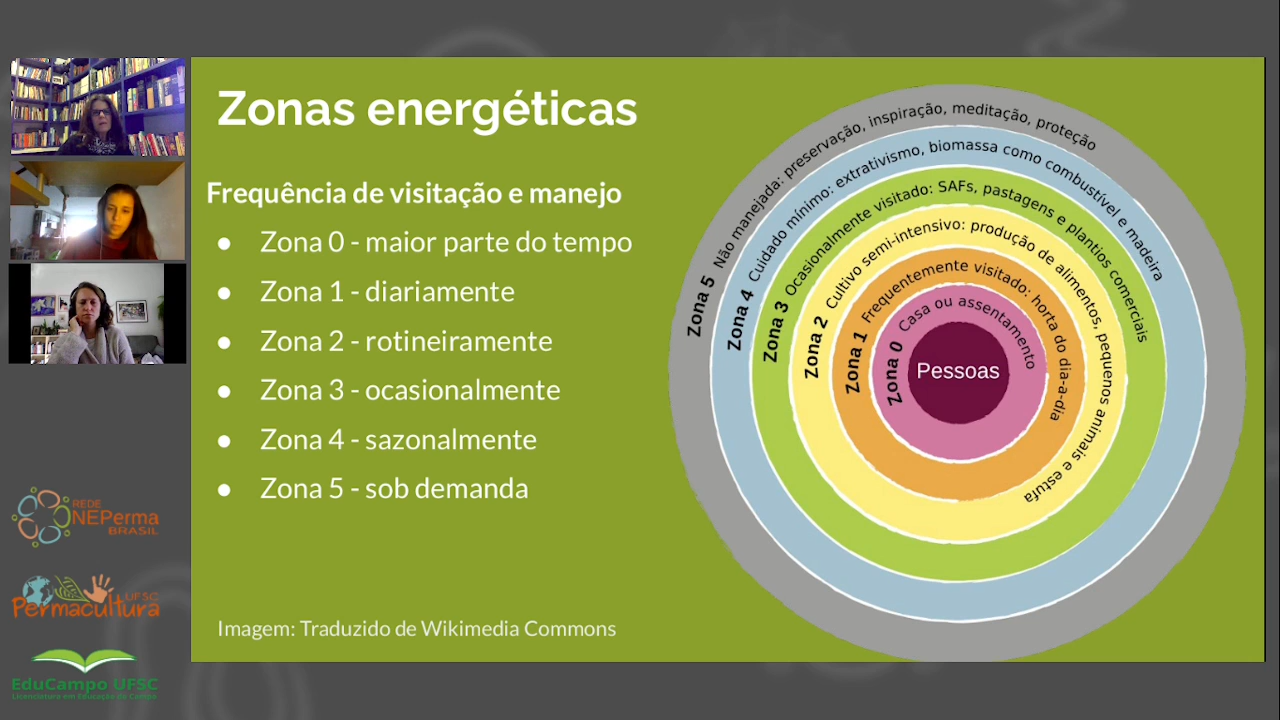 Zonas energéticas
Frequência de visitação e manejo
● Zona 0 - maior parte do tempo
● Zona 1 - diariamente
● Zona 2 - rotineiramente
● Zona 3 - ocasionalmente
● Zona 4 - sazonalmente
● Zona 5 - sob demanda
Imagem: Traduzido de Wikimedia Commons
Zona 5 Não manejada: preservação, inspiração, meditação, proteção
Zona 4 Cuidado mínimo: extrativismo, biomassa como combustível e madeira
Zona 3 Ocasionalmente visitado: SAFs, pastagens e plantios comerciais
Zona 2 Cultivo semi-intensivo: produção de alimentos, pequenos animais e estufa
Zona 1 Frequentemente visitado: horta do dia-a-dia
Zona 0 Casa ou assentamento
Pessoas
REDE
NEPerma
BRASIL
UFSC
Permacultura
EduCampo UFSC
Licenciatura em Educação do Campo